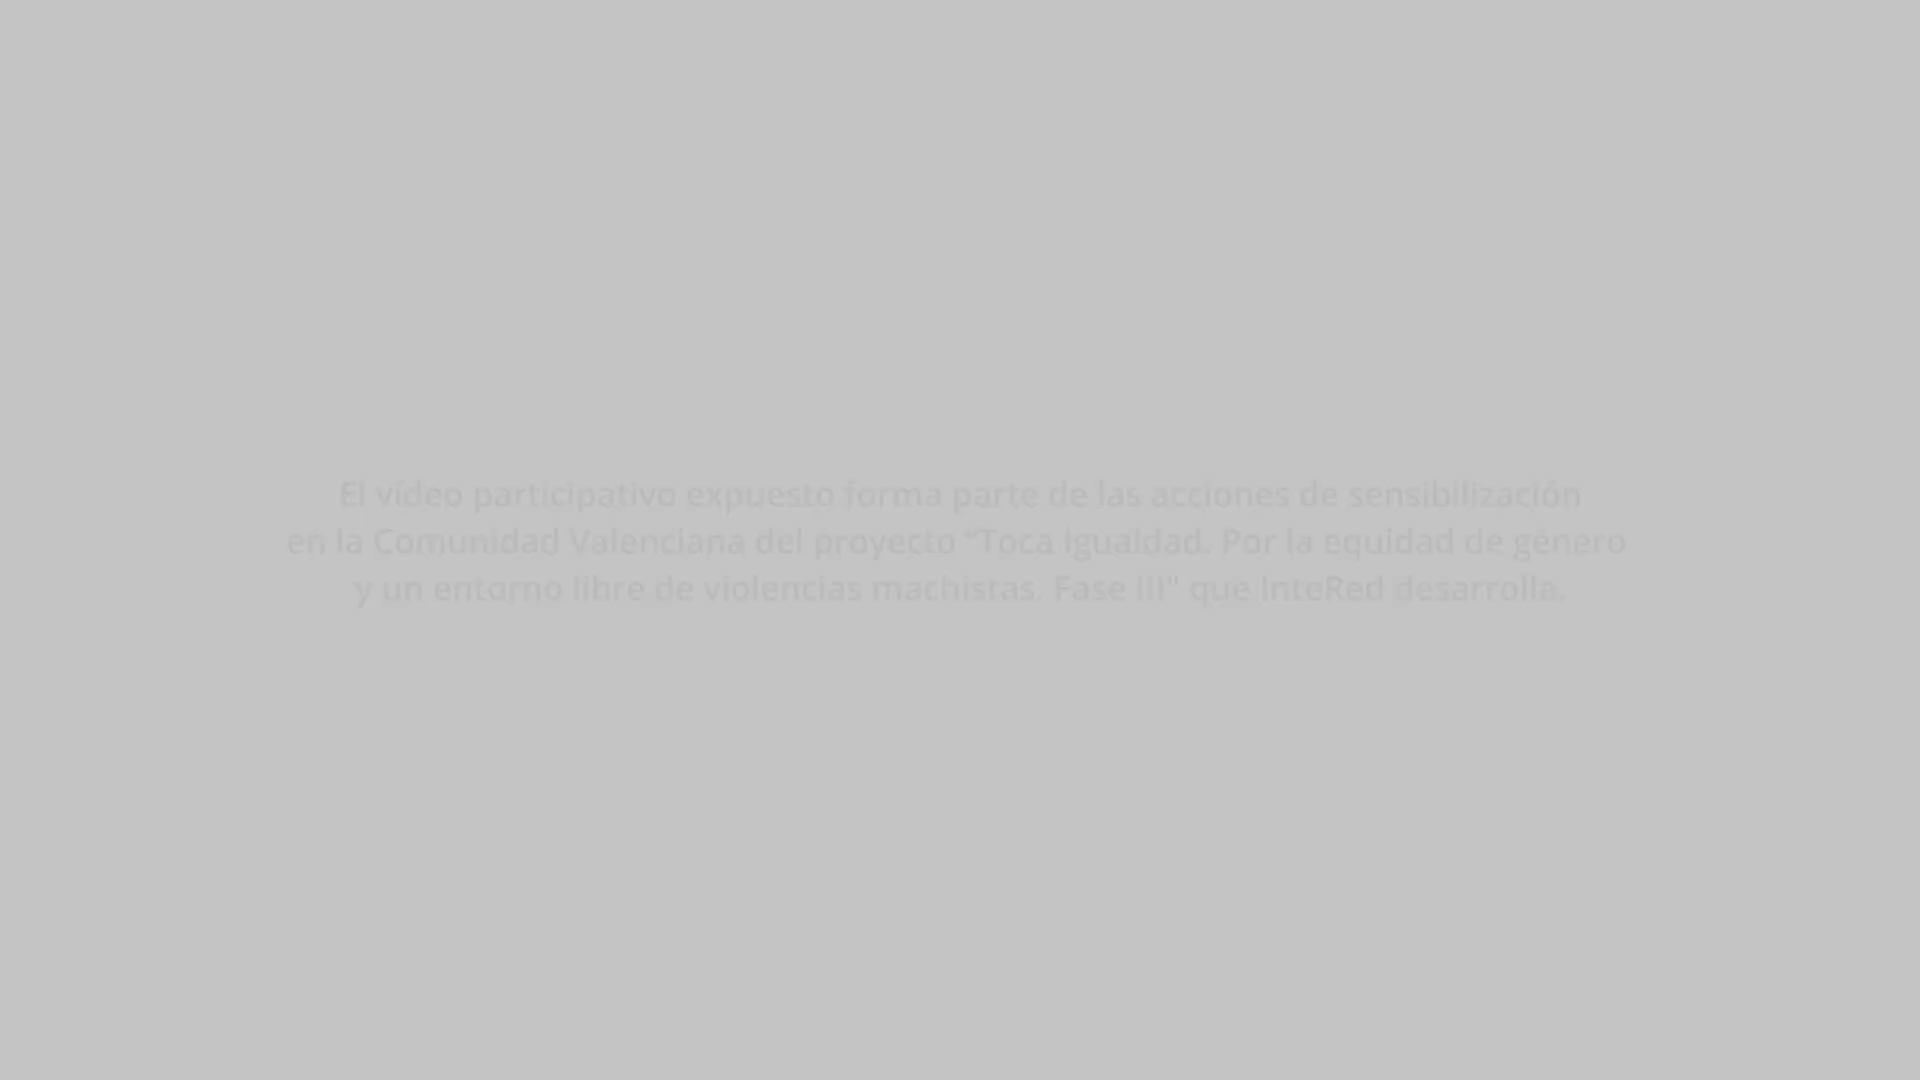 El vídeo participativo expuesto forma parte de las acciones de sensibilización
en la Comunidad Valenciana del proyecto “Toca Igualdad. Por la equidad de género
y un entorno libre de violencias machistas. Fase III" que InteRed desarrolla.